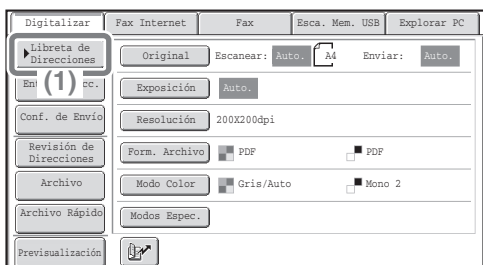 Digitalizar Fax Internet Fax Esca. Mem. USB Explorar PC
Libreta de
Direcciones
Original Escanear: Auto. A4 Enviar: Auto.
(1)
Exposición Auto.
Conf. de Envío
Resolución 200X200dpi
Revisión de
Direcciones
Form. Archivo PDF PDF
Archivo
Modo Color Gris/Auto Mono 2
Archivo Rápido
Modos Espec.
Previsualización